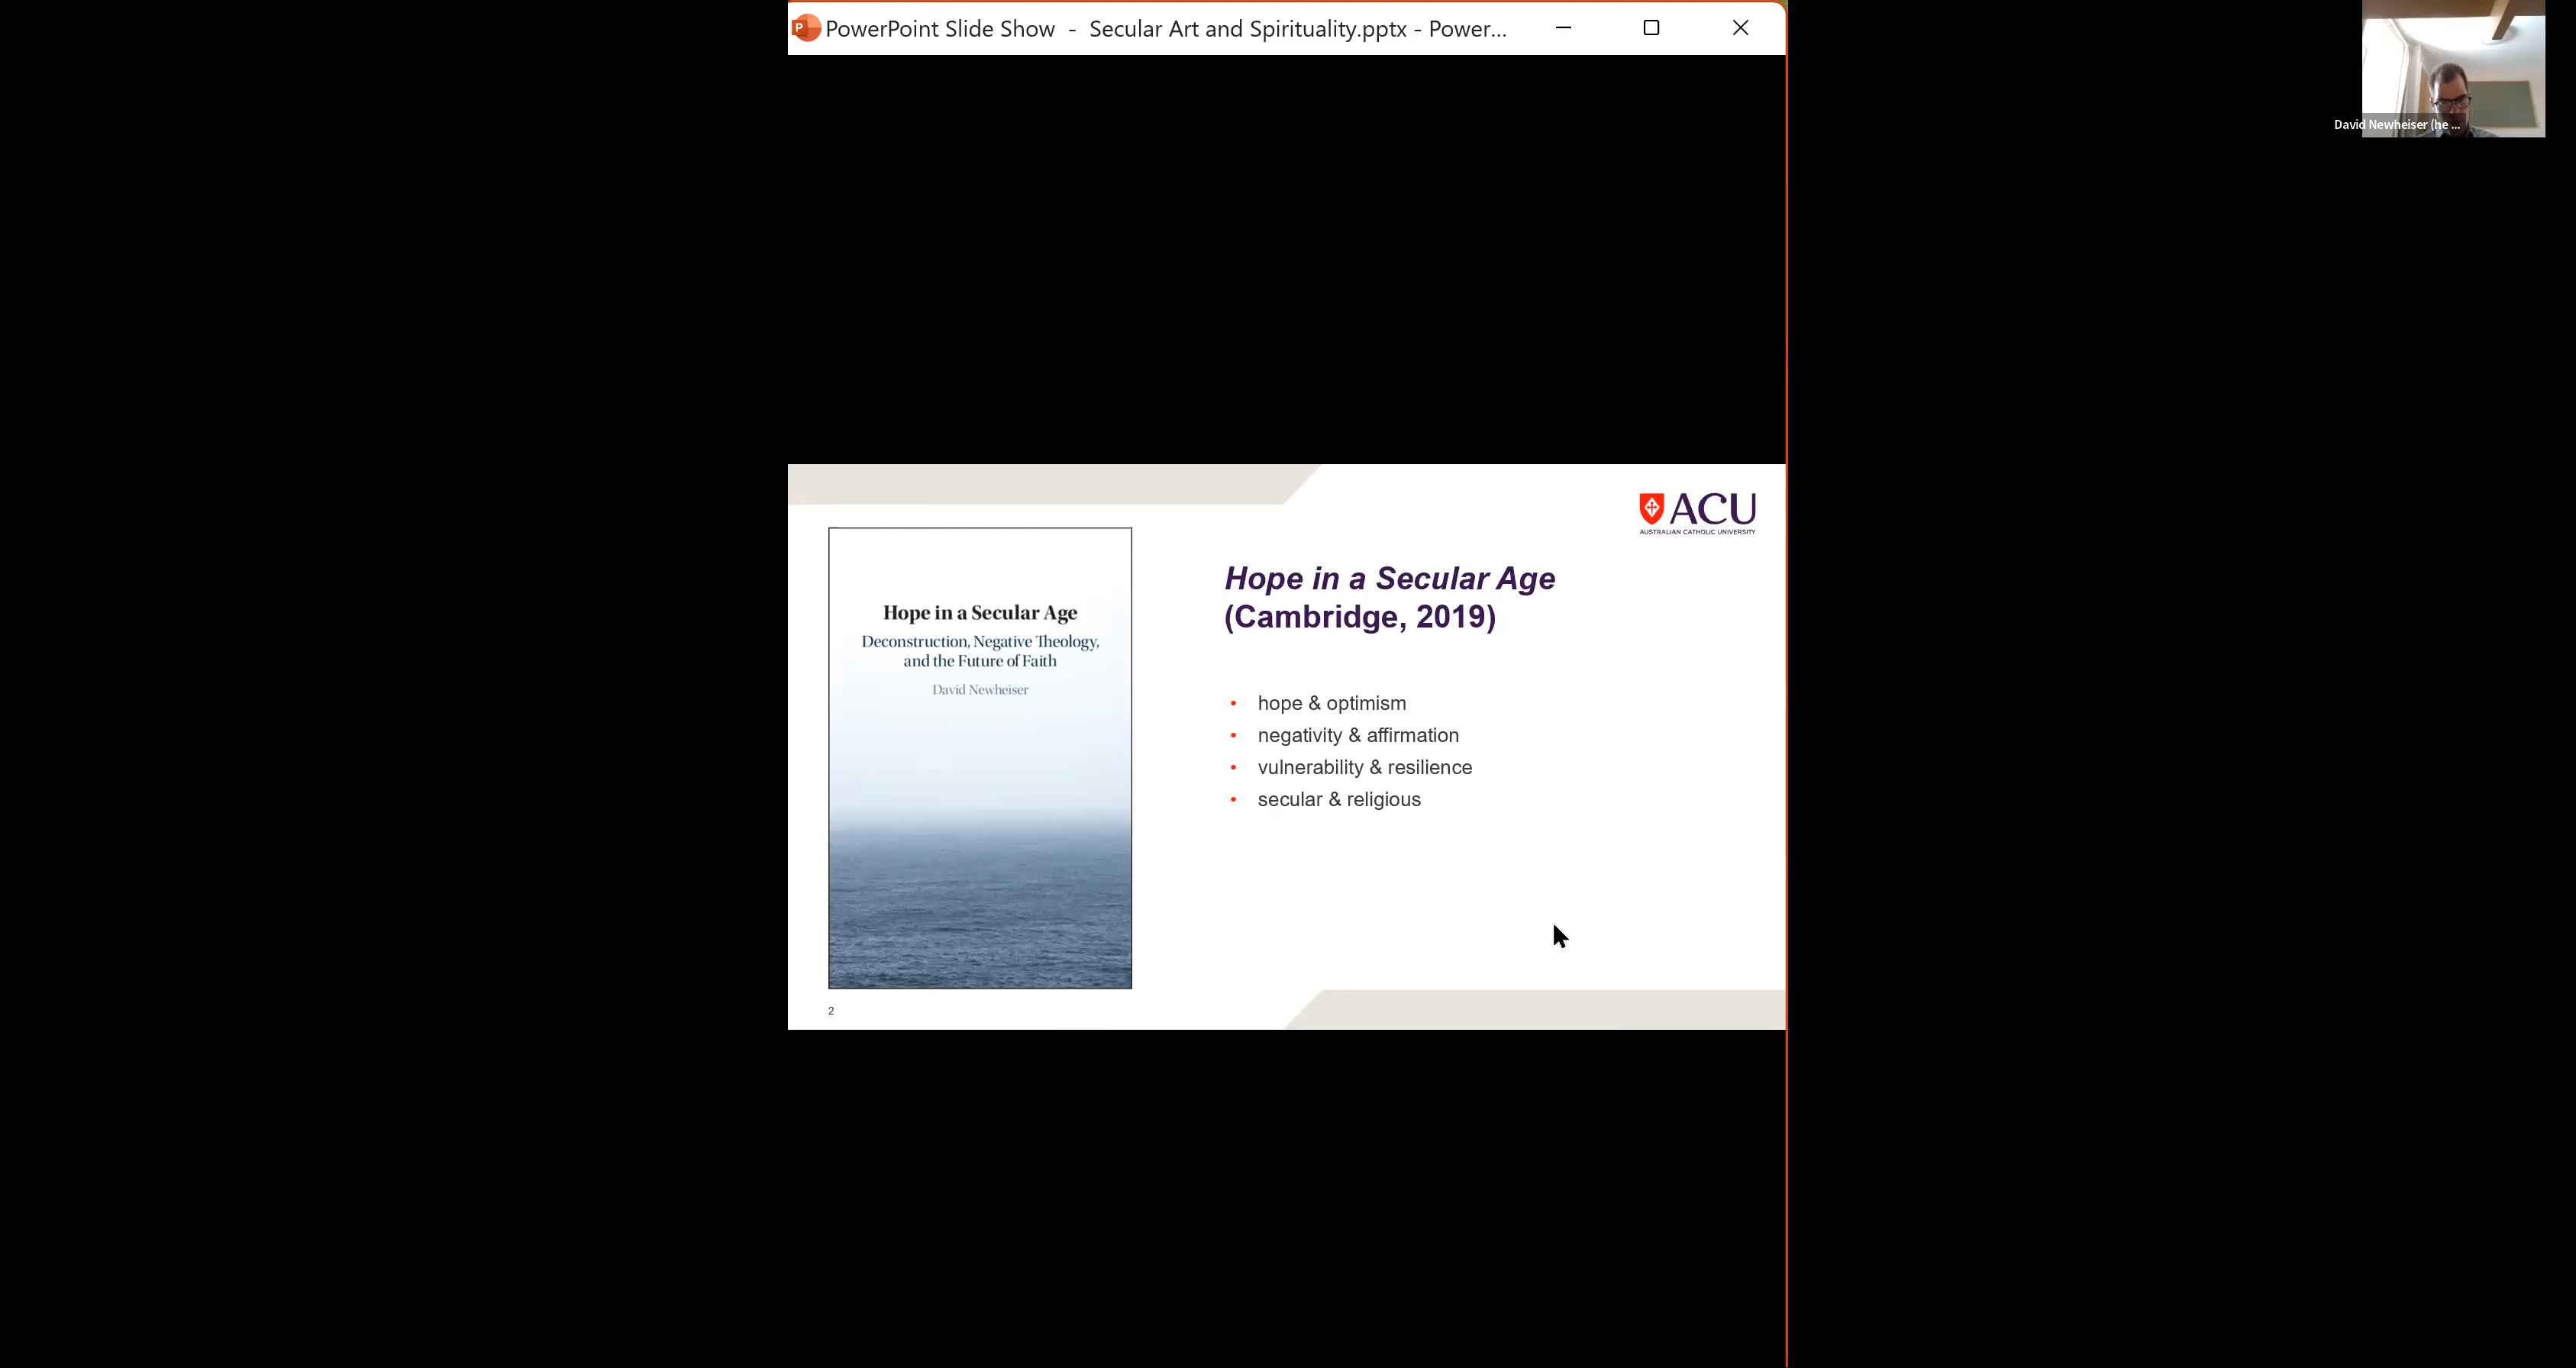 PowerPoint Slide Show  -  Secular Art and Spirituality.pptx - Power...
David Newheiser (he ...
ACU
AUSTRALIAN CATHOLIC UNIVERSITY
Hope in a Secular Age
Deconstruction, Negative Theology,
and the Future of Faith
David Newheiser
Hope in a Secular Age
(Cambridge, 2019)
• hope & optimism
• negativity & affirmation
• vulnerability & resilience
• secular & religious
2